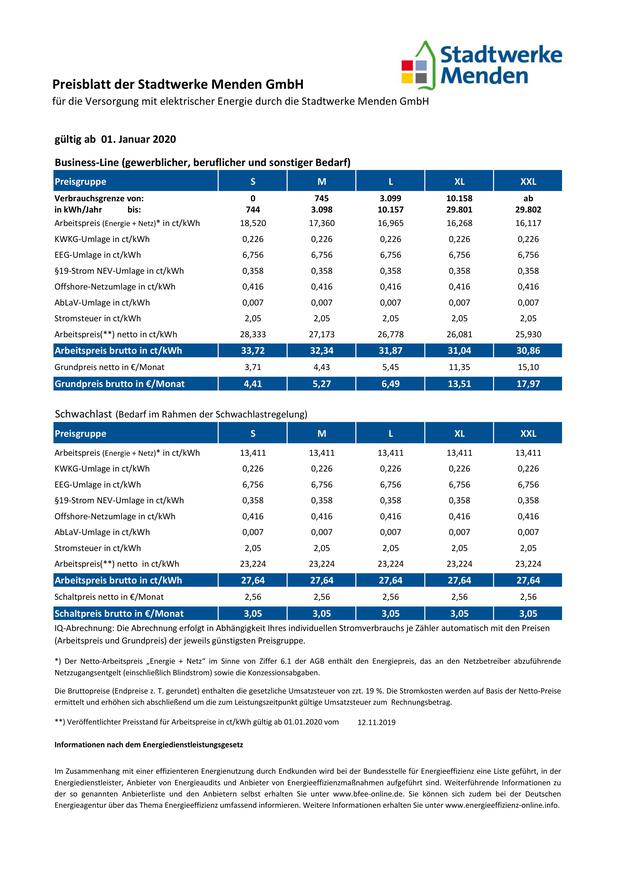 Stadtwerke
Menden
Preisblatt der Stadtwerke Menden GmbH
für die Versorgung mit elektrischer Energie durch die Stadtwerke Menden GmbH
gültig ab 01. Januar 2020
Business-Line (gewerblicher, beruflicher und sonstiger Bedarf)
Preisgruppe S M L XL XXL
Verbrauchsgrenze von: 0 745 3.099 10.158 ab
in kWh/Jahr bis: 744 3.098 10.157 29.801 29.802
Arbeitspreis (Energie + Netz)* in ct/kWh 18,520 17,360 16,965 16,268 16,117
KWKG-Umlage in ct/kWh 0,226 0,226 0,226 0,226 0,226
EEG-Umlage in ct/kWh 6,756 6,756 6,756 6,756 6,756
§19-Strom NEV-Umlage in ct/kWh 0,358 0,358 0,358 0,358 0,358
Offshore-Netzumlage in ct/kWh 0,416 0,416 0,416 0,416 0,416
AbLaV-Umlage in ct/kWh 0,007 0,007 0,007 0,007 0,007
Stromsteuer in ct/kWh 2,05 2,05 2,05 2,05 2,05
Arbeitspreis(**) netto in ct/kWh 28,333 27,173 26,778 26,081 25,930
Arbeitspreis brutto in ct/kWh 33,72 32,34 31,87 31,04 30,86
Grundpreis netto in €/Monat 3,71 4,43 5,45 11,35 15,10
Grundpreis brutto in €/Monat 4,41 5,27 6,49 13,51 17,97
Schwachlast (Bedarf im Rahmen der Schwachlastregelung)
Preisgruppe S M L XL XXL
Arbeitspreis (Energie + Netz)* in ct/kWh 13,411 13,411 13,411 13,411 13,411
KWKG-Umlage in ct/kWh 0,226 0,226 0,226 0,226 0,226
EEG-Umlage in ct/kWh 6,756 6,756 6,756 6,756 6,756
§19-Strom NEV-Umlage in ct/kWh 0,358 0,358 0,358 0,358 0,358
Offshore-Netzumlage in ct/kWh 0,416 0,416 0,416 0,416 0,416
AbLaV-Umlage in ct/kWh 0,007 0,007 0,007 0,007 0,007
Stromsteuer in ct/kWh 2,05 2,05 2,05 2,05 2,05
Arbeitspreis(**) netto in ct/kWh 23,224 23,224 23,224 23,224 23,224
Arbeitspreis brutto in ct/kWh 27,64 27,64 27,64 27,64 27,64
Schaltpreis netto in €/Monat 2,56 2,56 2,56 2,56 2,56
Schaltpreis brutto in €/Monat 3,05 3,05 3,05 3,05 3,05
IQ-Abrechnung: Die Abrechnung erfolgt in Abhängigkeit Ihres individuellen Stromverbrauchs je Zähler automatisch mit den Preisen
(Arbeitspreis und Grundpreis) der jeweils günstigsten Preisgruppe.
*) Der Netto-Arbeitspreis „Energie + Netz“ im Sinne von Ziffer 6.1 der AGB enthält den Energiepreis, das an den Netzbetreiber abzuführende
Netzzugangsentgelt (einschließlich Blindstrom) sowie die Konzessionsabgaben.
Die Bruttopreise (Endpreise z. T. gerundet) enthalten die gesetzliche Umsatzsteuer von zzt. 19 %. Die Stromkosten werden auf Basis der Netto-Preise
ermittelt und erhöhen sich abschließend um die zum Leistungszeitpunkt gültige Umsatzsteuer zum Rechnungsbetrag.
**) Veröffentlichter Preisstand für Arbeitspreise in ct/kWh gültig ab 01.01.2020 vom 12.11.2019
Informationen nach dem Energiedienstleistungsgesetz
Im Zusammenhang mit einer effizienteren Energienutzung durch Endkunden wird bei der Bundesstelle für Energieeffizienz eine Liste geführt, in der
Energiedienstleister, Anbieter von Energieaudits und Anbieter von Energieeffizienzmaßnahmen aufgeführt sind. Weiterführende Informationen zu
der so genannten Anbieterliste und den Anbietern selbst erhalten Sie unter www.bfee-online.de. Sie können sich zudem bei der Deutschen
Energieagentur über das Thema Energieeffizienz umfassend informieren. Weitere Informationen erhalten Sie unter www.energieeffizienz-online.info.